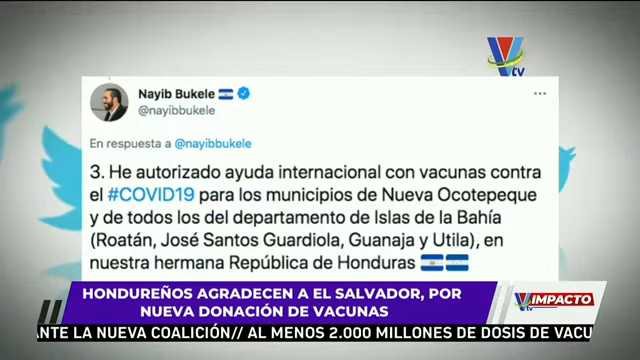 V
tv
Nayib Bukele
@nayibbukele
En respuesta a @nayibbukele
3. He autorizado ayuda internacional con vacunas contra
el #COVID19 para los municipios de Nueva Ocotepeque
y de todos los del departamento de Islas de la Bahía
(Roatán, José Santos Guardiola, Guanaja y Utila), en
nuestra hermana República de Honduras
HONDUREÑOS AGRADECEN A EL SALVADOR, POR
NUEVA DONACIÓN DE VACUNAS
V tv IMPACTO
ANTE LA NUEVA COALICIÓN// AL MENOS 2.000 MILLONES DE DOSIS DE VACU